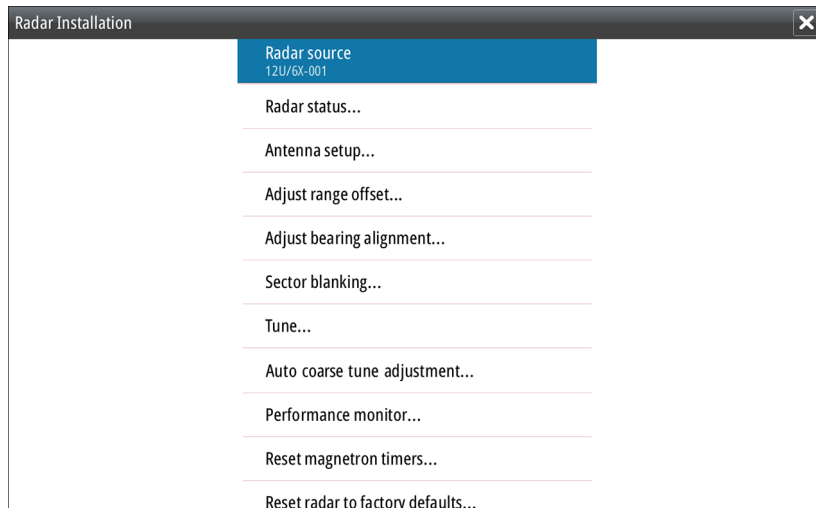 Radar Installation
Radar source
12U/6X-001
Radar status...
Antenna setup...
Adjust range offset...
Adjust bearing alignment...
Sector blanking...
Tune...
Auto coarse tune adjustment...
Performance monitor...
Reset magnetron timers...
Reset radar to factory defaults...